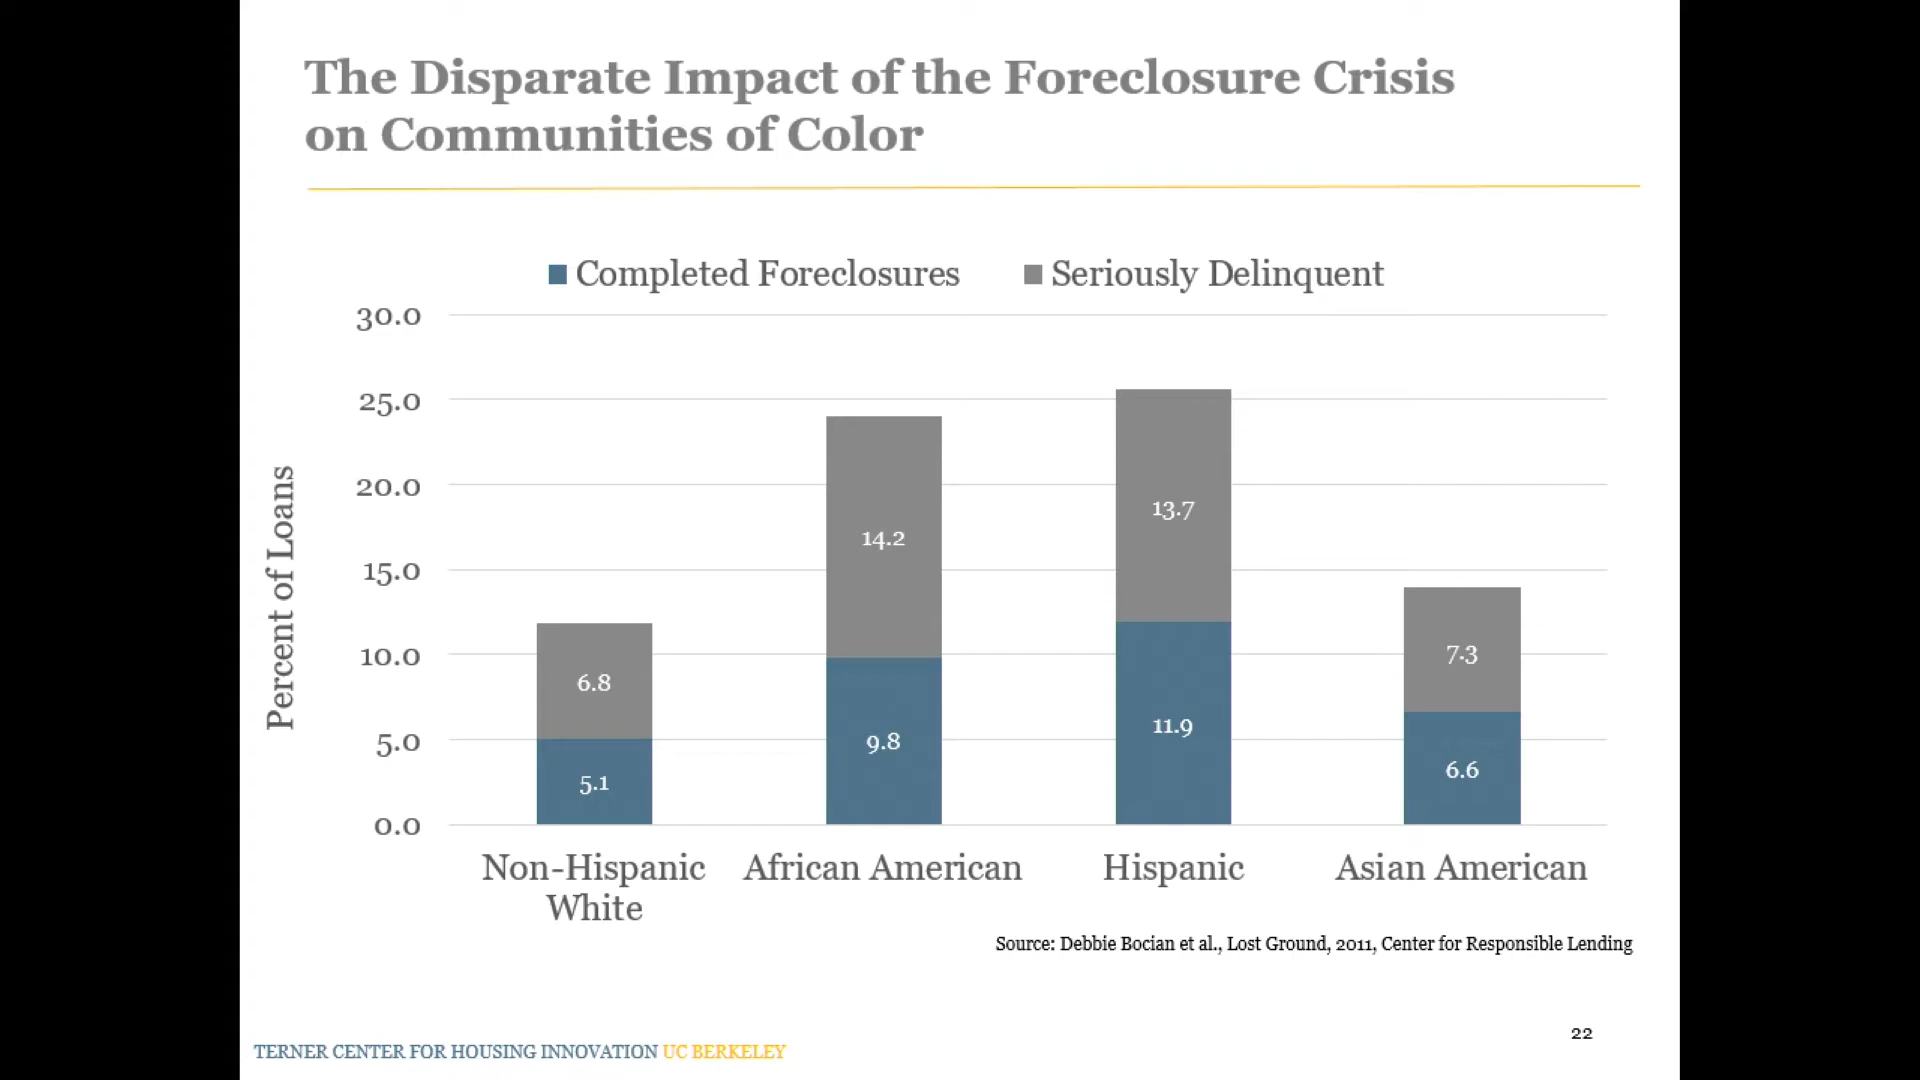 The Disparate Impact of the Foreclosure Crisis
on Communities of Color
Completed Foreclosures
Seriously Delinquent
Percent of Loans
30.0
25.0
20.0
15.0
10.0
5.0
0.0
6.8
5.1
14.2
9.8
13.7
11.9
7.3
6.6
Non-Hispanic
White
African American
Hispanic
Asian American
Source: Debbie Bocian et al., Lost Ground, 2011, Center for Responsible Lending
22
TERNER CENTER FOR HOUSING INNOVATION UC BERKELEY